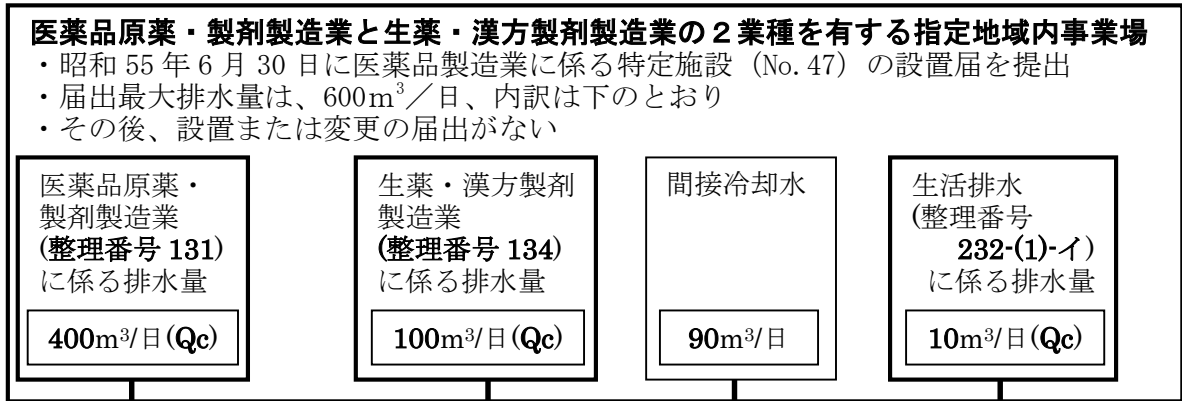 医薬品原薬・製剤製造業と生薬・漢方製剤製造業の２業種を有する指定地域内事業場
・昭和 55 年 6 月 30 日に医薬品製造業に係る特定施設（No.47）の設置届を提出
・届出最大排水量は、600m³／日、内訳は下のとおり
・その後、設置または変更の届出がない
医薬品原薬・
製剤製造業
(整理番号 131)
に係る排水量
400m³/日(Qc)
生薬・漢方製剤
製造業
(整理番号 134)
に係る排水量
100m³/日(Qc)
間接冷却水
90m³/日
生活排水
(整理番号
232-(1)-イ)
に係る排水量
10m³/日(Qc)